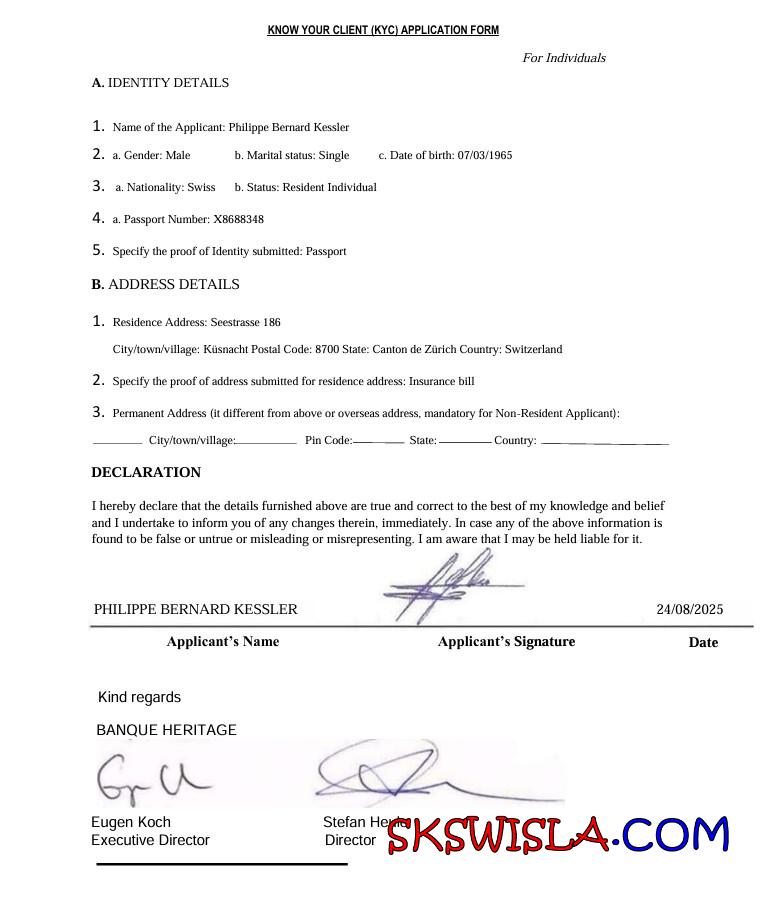 KNOW YOUR CLIENT (KYC) APPLICATION FORM
For Individuals
A. IDENTITY DETAILS
1. Name of the Applicant: Philippe Bernard Kessler
2. a. Gender: Male b. Marital status: Single c. Date of birth: 07/03/1965
3. a. Nationality: Swiss b. Status: Resident Individual
4. a. Passport Number: X8688348
5. Specify the proof of Identity submitted: Passport
B. ADDRESS DETAILS
1. Residence Address: Seestrasse 186
City/town/village: Küsnacht Postal Code: 8700 State: Canton de Zürich Country: Switzerland
2. Specify the proof of address submitted for residence address: Insurance bill
3. Permanent Address (it different from above or overseas address, mandatory for Non-Resident Applicant):
City/town/village: Pin Code: State: Country:
DECLARATION
I hereby declare that the details furnished above are true and correct to the best of my knowledge and belief
and I undertake to inform you of any changes therein, immediately. In case any of the above information is
found to be false or untrue or misleading or misrepresenting. I am aware that I may be held liable for it.
PHILIPPE BERNARD KESSLER 24/08/2025
Applicant's Name Applicant's Signature Date
Kind regards
BANQUE HERITAGE
Eugen Koch Stefan
Executive Director Director
SKSWISLA.COM